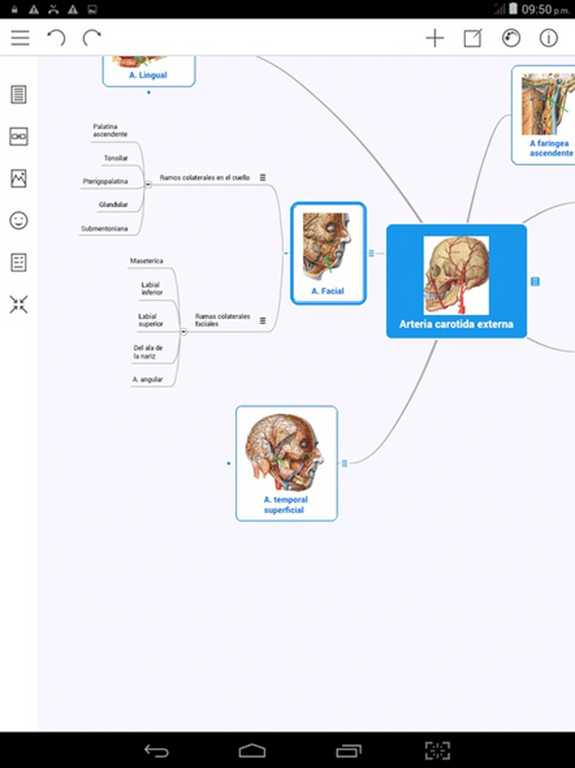 09:50 p.m.
A. Lingual
A faringea
ascendente
Palatina
ascendente
Tonsilar
Pterigopalatina
Glandular
Submentoniana
Ramos colaterales en el cuello
A. Facial
Arteria carotida externa
Maseterica
Labial
inferior
Labial
superior
Del ala de
la nariz
A. angular
Ramas colaterales
faciales
A. temporal
superficial